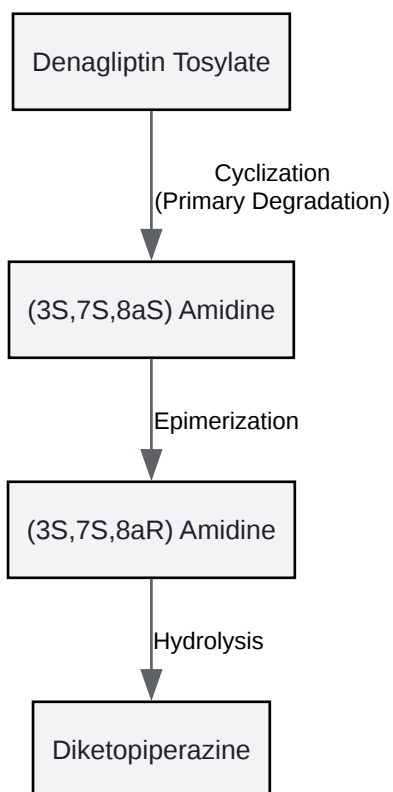 Denagliptin Tosylate
Cyclization
(Primary Degradation)
(3S,7S,8aS) Amidine
Epimerization
(3S,7S,8aR) Amidine
Hydrolysis
Diketopiperazine